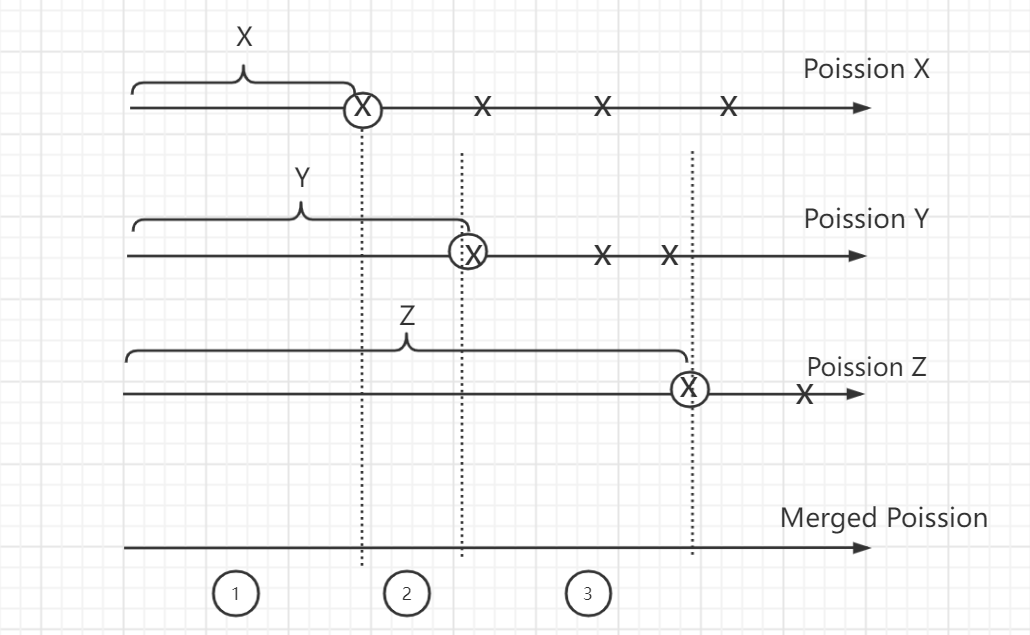 X
Poission X
X X X X
Y
Poission Y
X X X
Z
Poission Z
X X
Merged Poission
1 2 3